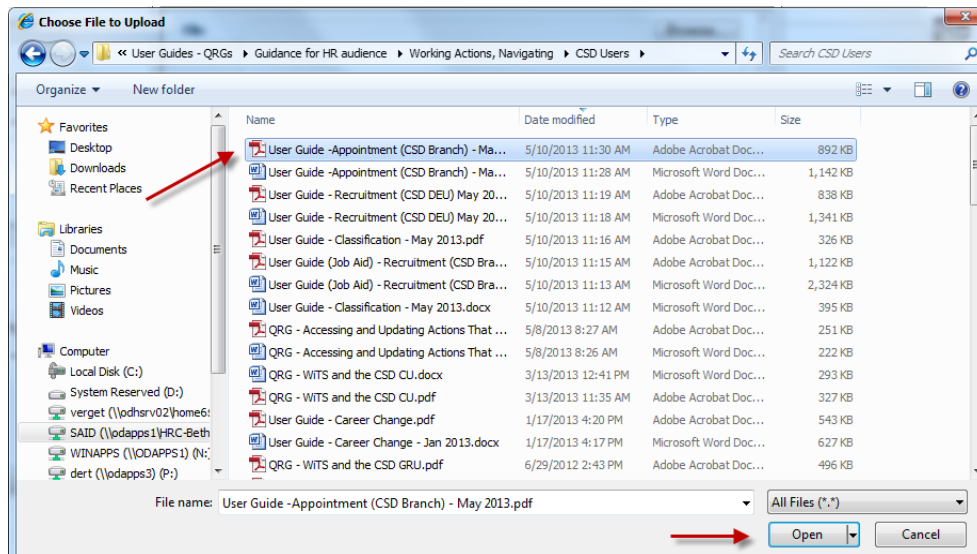 Choose File to Upload
« User Guides - QRGs ▸ Guidance for HR audience ▸ Working Actions, Navigating ▸ CSD Users ▸ Search CSD Users
Organize New folder
Name Date modified Type Size
Favorites
Desktop
Downloads
Recent Places
Libraries
Documents
Music
Pictures
Videos
Computer
Local Disk (C:)
System Reserved (D:)
verget (\\odhsrv02\home6:
SAID (\\odapps1\HRC-Beth
WINAPPS (\\ODAPPS1) (N:)
dert (\\odapps3) (P:)
User Guide -Appointment (CSD Branch) - Ma... 5/10/2013 11:30 AM Adobe Acrobat Doc... 892 KB
User Guide -Appointment (CSD Branch) - Ma... 5/10/2013 11:28 AM Microsoft Word Doc... 1,142 KB
User Guide - Recruitment (CSD DEU) May 20... 5/10/2013 11:19 AM Adobe Acrobat Doc... 838 KB
User Guide - Recruitment (CSD DEU) May 20... 5/10/2013 11:18 AM Microsoft Word Doc... 1,341 KB
User Guide - Classification - May 2013.pdf 5/10/2013 11:16 AM Adobe Acrobat Doc... 326 KB
User Guide (Job Aid) - Recruitment (CSD Bra... 5/10/2013 11:15 AM Adobe Acrobat Doc... 1,122 KB
User Guide (Job Aid) - Recruitment (CSD Bra... 5/10/2013 11:13 AM Microsoft Word Doc... 2,324 KB
User Guide - Classification - May 2013.docx 5/10/2013 11:12 AM Microsoft Word Doc... 395 KB
QRG - Accessing and Updating Actions That ... 5/8/2013 8:27 AM Adobe Acrobat Doc... 251 KB
QRG - Accessing and Updating Actions That ... 5/8/2013 8:26 AM Microsoft Word Doc... 222 KB
QRG - WiTS and the CSD CU.docx 3/13/2013 12:41 PM Microsoft Word Doc... 293 KB
QRG - WiTS and the CSD CU.pdf 3/13/2013 11:35 AM Adobe Acrobat Doc... 327 KB
User Guide - Career Change.pdf 1/17/2013 4:20 PM Adobe Acrobat Doc... 543 KB
User Guide - Career Change - Jan 2013.docx 1/17/2013 4:17 PM Microsoft Word Doc... 627 KB
QRG - WiTS and the CSD GRU.pdf 6/29/2012 2:43 PM Adobe Acrobat Doc... 496 KB
File name: User Guide -Appointment (CSD Branch) - May 2013.pdf All Files (*.*)
Open Cancel